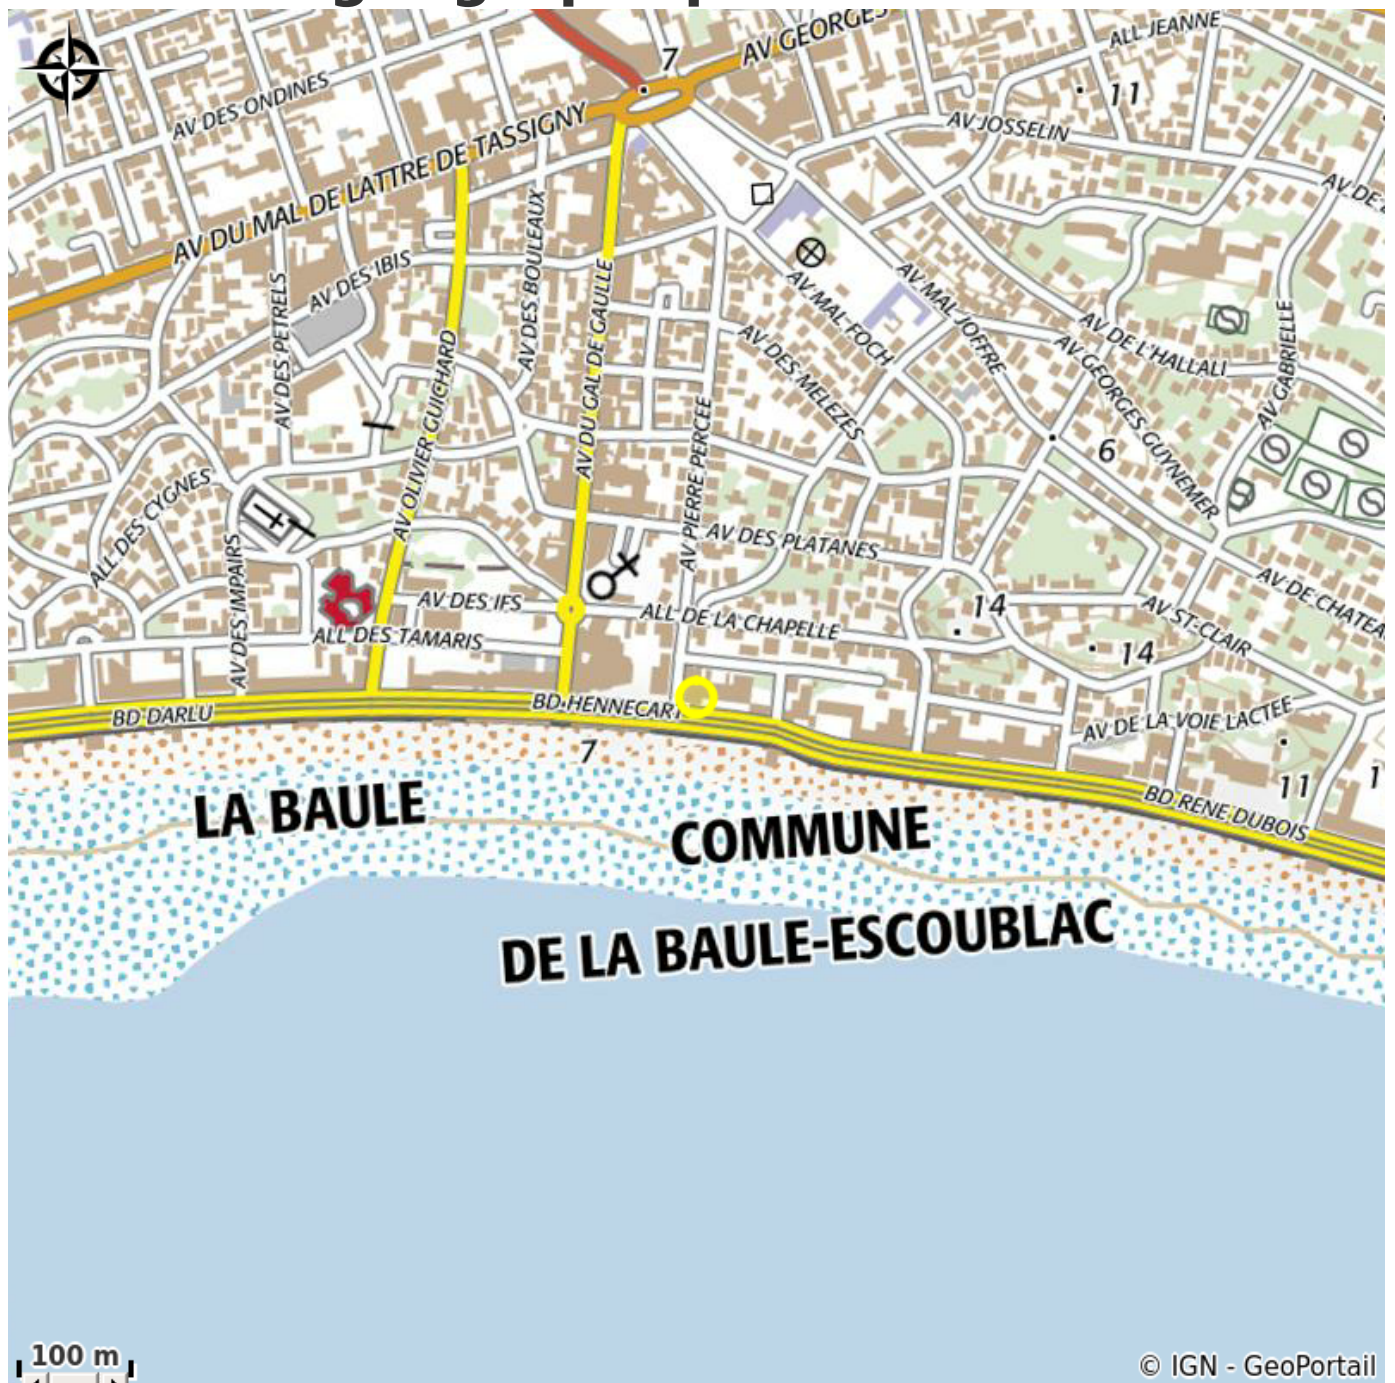 7
AV GEORGES
ALL JEANNE
11
AV DES ONDINES
AV JOSSELIN
AV DU MAL DE LATTRE DE TASSIGNY
AV DES IBIS
AV DES BOULEAUX
AV DES PETRELS
AV DU GAL DE GAULLE
AV MAL FOCH
AV MAL JOFFRE
AV DE L'HALLALI
AV GABRIELLE
AV DES MELEZES
AV GEORGES GUYNEMER
AV OLIVIER GUICHARD
AV PIERRE PERCEE
6
ALL DES CYGNES
AV DES IMPAIRS
AV DES PLATANES
AV DES IFS
ALL DE LA CHAPELLE
14
AV ST-CLAIR
AV DE CHATEA
ALL DES TAMARIS
14
BD DARLU
BD HENNECART
AV DE LA VOIE LACTEE
7
11
1
BD RENE DUBOIS
LA BAULE
COMMUNE
DE LA BAULE-ESCOUBLAC
100 m
© IGN - GeoPortail